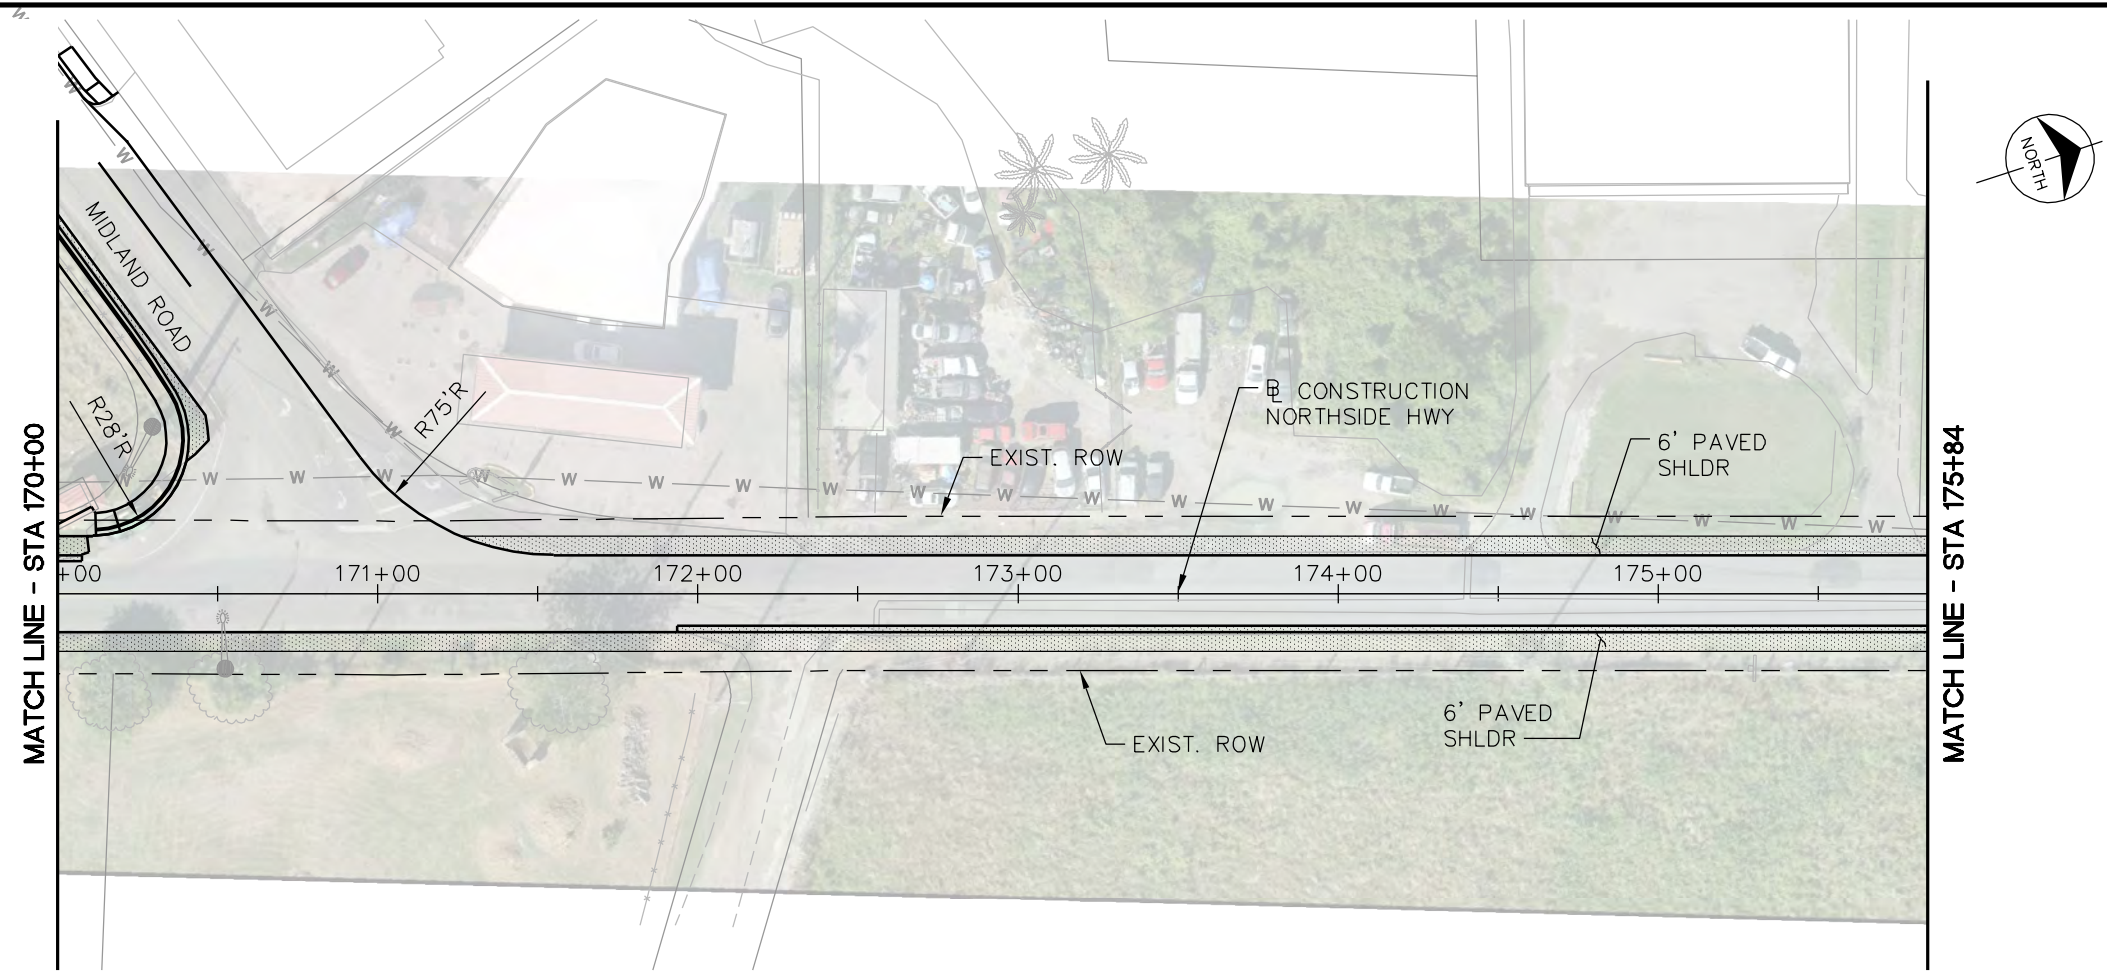 MATCH LINE - STA 170+00
MIDLAND ROAD
R28'R
R75'R
EXIST. ROW
BL CONSTRUCTION
NORTHSIDE HWY
6' PAVED
SHLDR
NORTH
W W W W W W W W
W W W W W W W W W W W W W W W W W W W W W
+00
171+00
172+00
173+00
174+00
175+00
EXIST. ROW
6' PAVED
SHLDR
MATCH LINE - STA 175+84